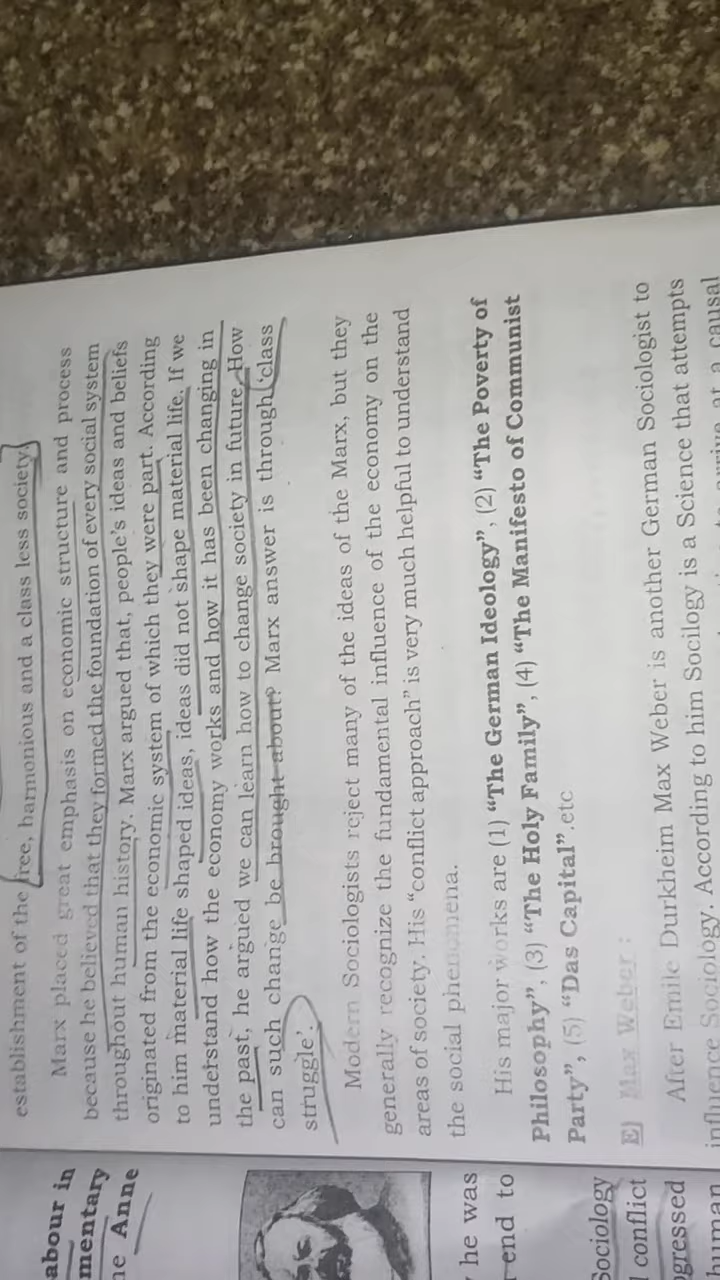 establishment of the free, harmonious and a class less society.
Marx placed great emphasis on economic structure and process
because he believed that they formed the foundation of every social system
throughout human history. Marx argued that, people's ideas and beliefs
originated from the economic system of which they were part. According
to him material life shaped ideas, ideas did not shape material life. If we
understand how the economy works and how it has been changing in
the past, he argued we can learn how to change society in future. How
can such change be brought about? Marx answer is through 'class
struggle'.
Modern Sociologists reject many of the ideas of the Marx, but they
generally recognize the fundamental influence of the economy on the
areas of society. His "conflict approach" is very much helpful to understand
the social phenomena.
His major works are (1) "The German Ideology", (2) "The Poverty of
Philosophy", (3) "The Holy Family", (4) "The Manifesto of Communist
Party", (5) "Das Capital".etc
E) Max Weber :
After Emile Durkheim Max Weber is another German Sociologist to
influence Sociology. According to him Socilogy is a Science that attempts
at a causal
abour in
mentary
ne Anne
he was
end to
Sociology
conflict
gressed
human